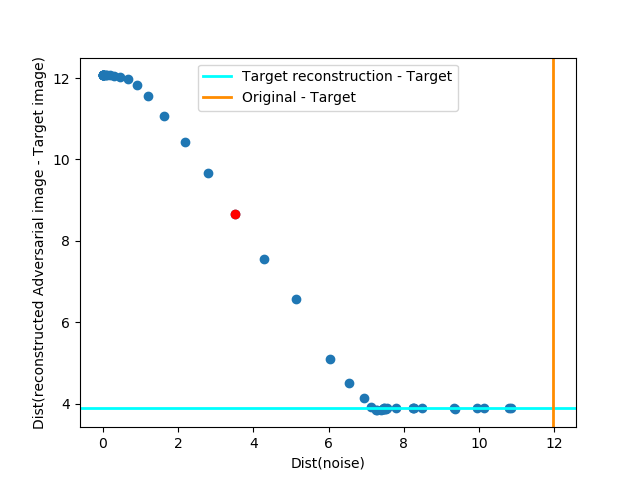 Target reconstruction - Target
Original - Target
Dist(reconstructed Adversarial image - Target image)
12
10
8
6
4
0 2 4 6 8 10 12
Dist(noise)